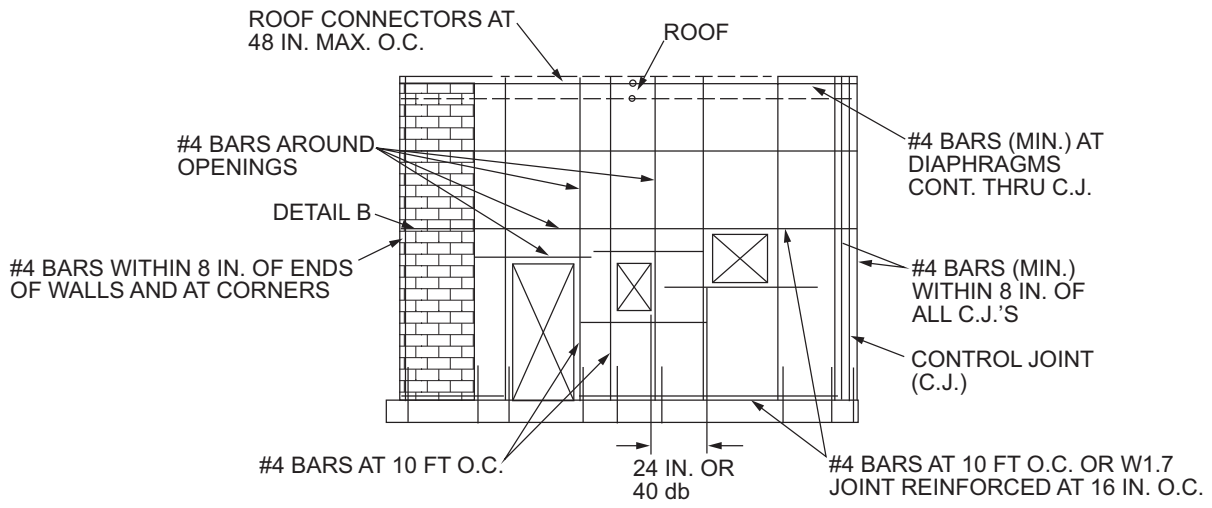 ROOF CONNECTORS AT
48 IN. MAX. O.C.
ROOF
#4 BARS AROUND
OPENINGS
#4 BARS (MIN.) AT
DIAPHRAGMS
CONT. THRU C.J.
DETAIL B
#4 BARS WITHIN 8 IN. OF ENDS
OF WALLS AND AT CORNERS
#4 BARS (MIN.)
WITHIN 8 IN. OF
ALL C.J.'S
CONTROL JOINT
(C.J.)
#4 BARS AT 10 FT O.C.
24 IN. OR
40 db
#4 BARS AT 10 FT O.C. OR W1.7
JOINT REINFORCED AT 16 IN. O.C.